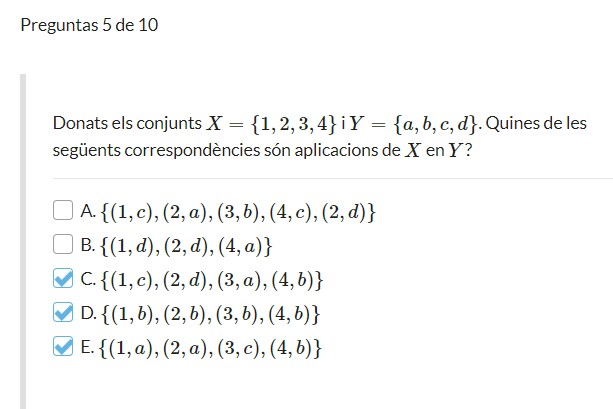 Preguntas 5 de 10
Donats els conjunts X = {1, 2, 3, 4} i Y = {a, b, c, d}. Quines de les
següents correspondències són aplicacions de X en Y?
A. {(1, c), (2, a), (3, b), (4, c), (2, d)}
B. {(1, d), (2, d), (4, a)}
C. {(1, c), (2, d), (3, a), (4, b)}
D. {(1, b), (2, b), (3, b), (4, b)}
E. {(1, a), (2, a), (3, c), (4, b)}